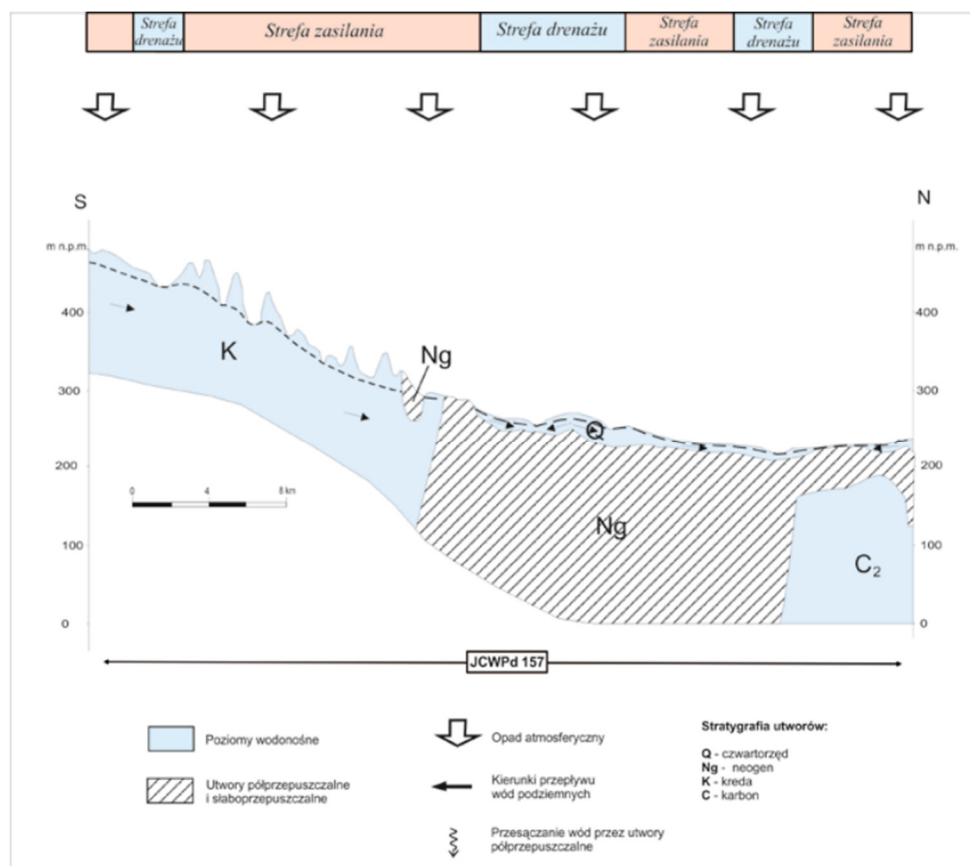 Strefa
drenażu
Strefa zasilania
Strefa drenażu
Strefa
zasilania
Strefa
drenażu
Strefa
zasilania
S
N
m n.p.m.
m n.p.m.
400
400
K
Ng
300
300
Q
200
200
0 4 8 km
Ng
100
100
C₂
0
0
JCWPd 157
Poziomy wodonośne
Utwory półprzepuszczalne
i słaboprzepuszczalne
Opad atmosferyczny
Kierunki przepływu
wód podziemnych
Przesączanie wód przez utwory
półprzepuszczalne
Stratygrafia utworów:
Q - czwartorzęd
Ng - neogen
K - kreda
C - karbon